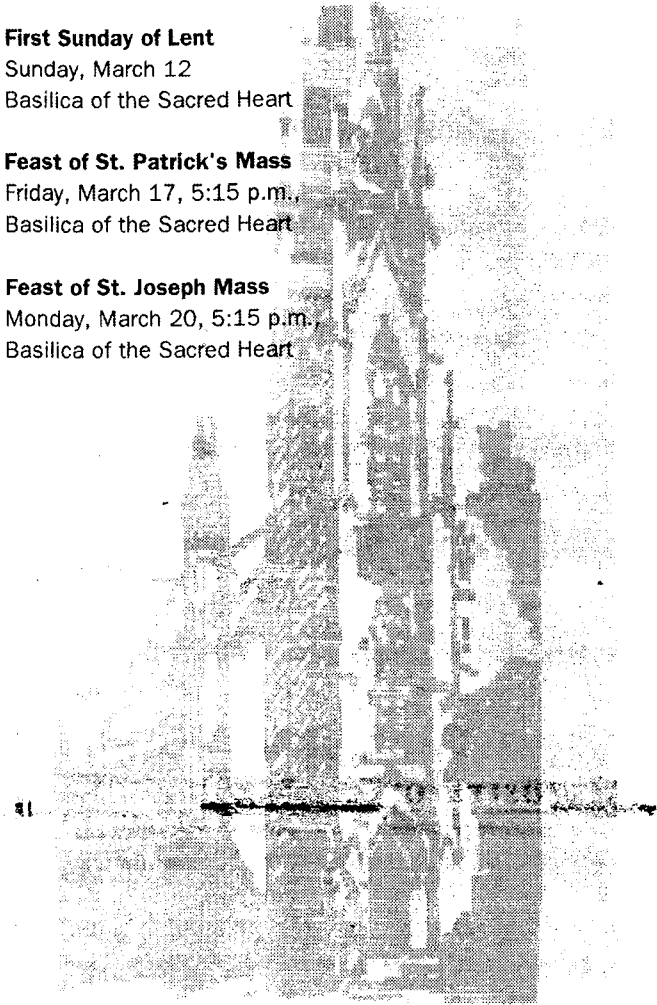 First Sunday of Lent
Sunday, March 12
Basilica of the Sacred Heart
Feast of St. Patrick's Mass
Friday, March 17, 5:15 p.m.,
Basilica of the Sacred Heart
Feast of St. Joseph Mass
Monday, March 20, 5:15 p.m.,
Basilica of the Sacred Heart